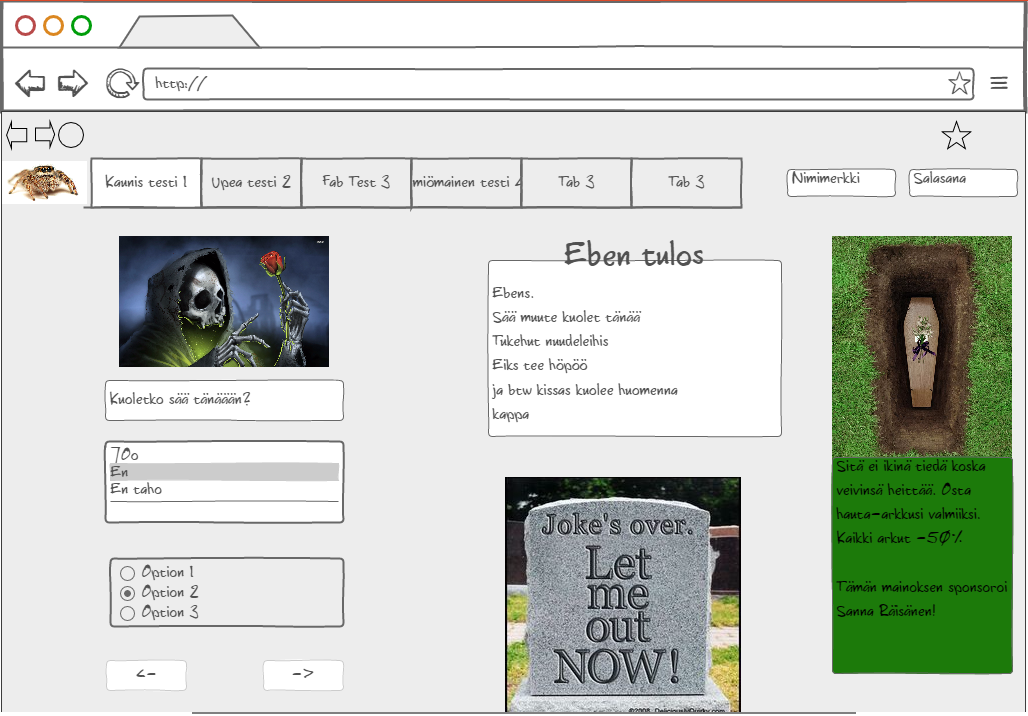 http://
Kaunis testi 1
Upea testi 2
Fab Test 3
miömainen testi 4
Tab 3
Tab 3
Nimimerkki
Salasana
Kuoletko sää tänäään?
En
En taho
Option 1
Option 2
Option 3
<-
->
Eben tulos
Ebens.
Sää muute kuolet tänää
Tukehut nuudeleihis
Eiks tee höpöö
ja btw kissas kuolee huomenna
kappa
Joke's over.
Let
me
out
NOW!
Sitä ei ikinä tiedä koska
veivinsä heittää. Osta
hauta-arkkusi valmiiksi.
Kaikki arkut -50%
Tämän mainoksen sponsoroi
Sanna Räisänen!